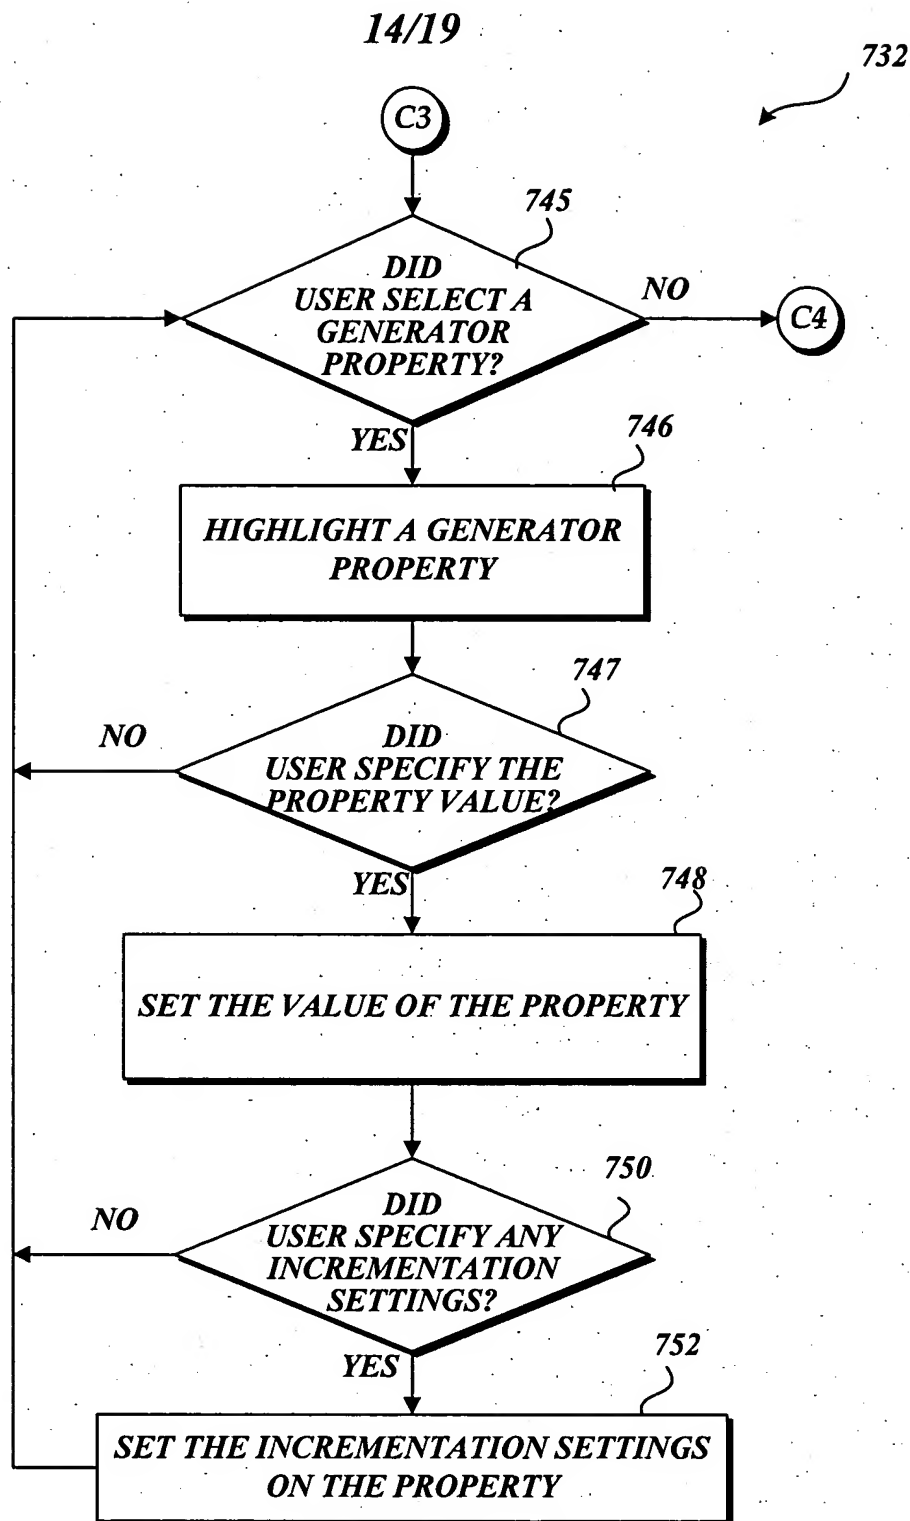 14/19
732
C3
745
DID
USER SELECT A
GENERATOR
PROPERTY?
NO
C4
YES
746
HIGHLIGHT A GENERATOR
PROPERTY
747
NO
DID
USER SPECIFY THE
PROPERTY VALUE?
YES
748
SET THE VALUE OF THE PROPERTY
750
NO
DID
USER SPECIFY ANY
INCREMENTATION
SETTINGS?
YES
752
SET THE INCREMENTATION SETTINGS
ON THE PROPERTY